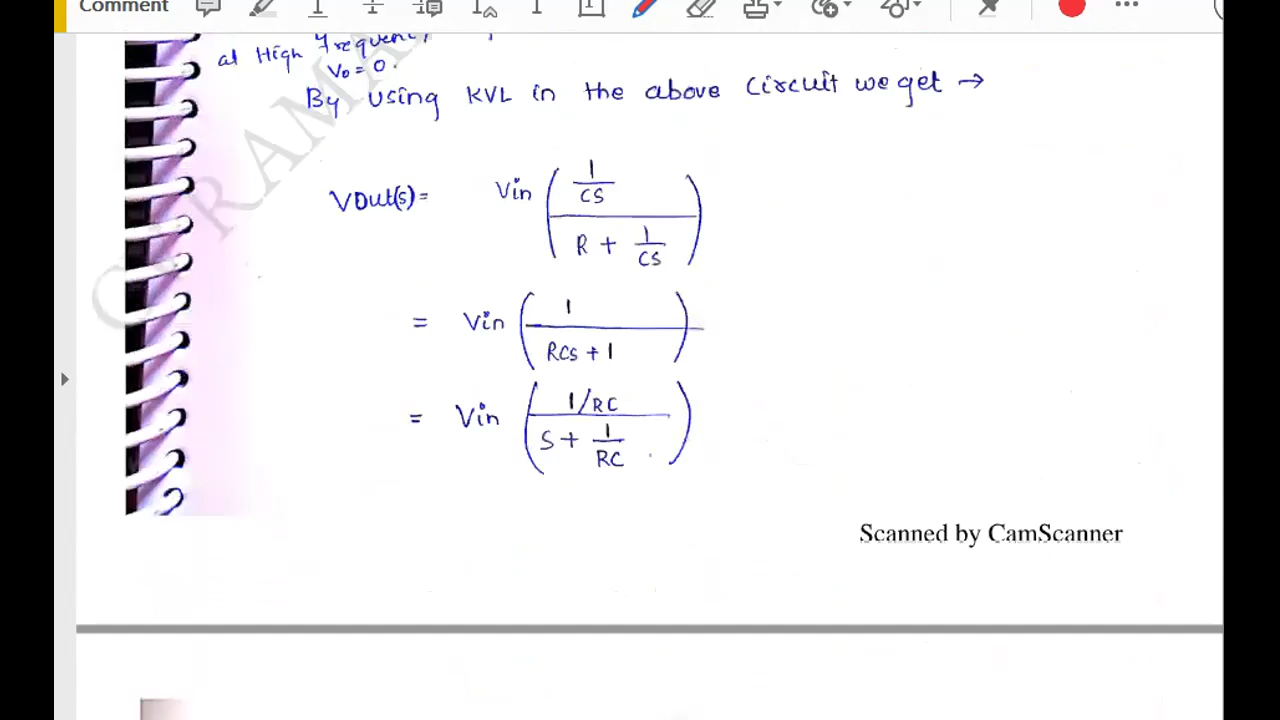 Comment
at High Frequency
Vo = 0.
By using KVL in the above circuit we get →
VOut(s) = Vin ( (1/CS) / (R + 1/CS) )
= Vin ( 1 / (RCS + 1) )
= Vin ( (1/RC) / (S + 1/RC) )
Scanned by CamScanner